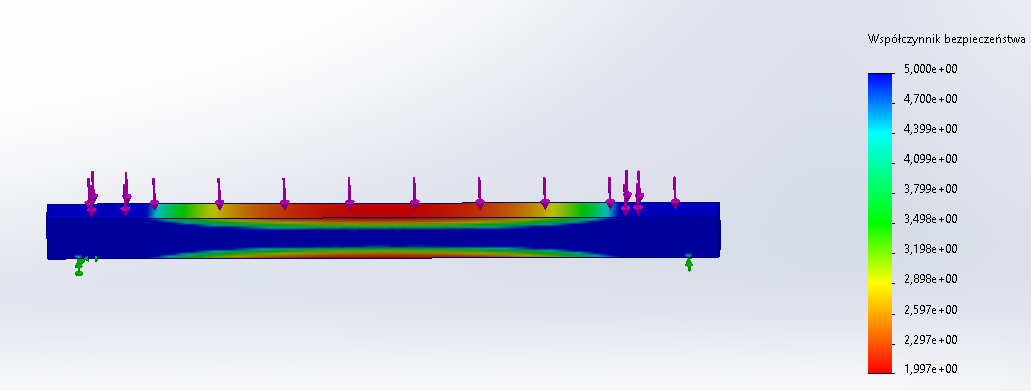 Współczynnik bezpieczeństwa
5,000e+00
4,700e+00
4,399e+00
4,099e+00
3,799e+00
3,498e+00
3,198e+00
2,898e+00
2,597e+00
2,297e+00
1,997e+00